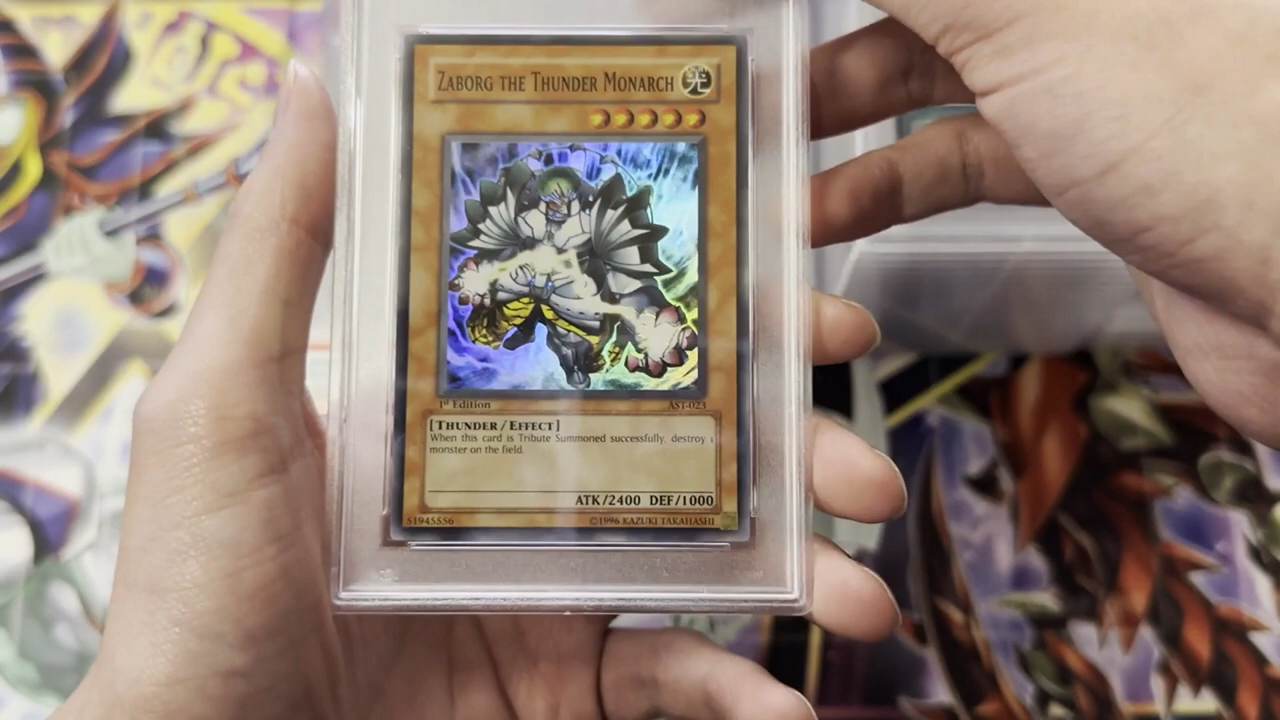 ZABORG THE THUNDER MONARCH
光
1st Edition
AST-023
[THUNDER/EFFECT]
When this card is Tribute Summoned successfully, destroy 1
monster on the field.
ATK/2400 DEF/1000
51945556
©1996 KAZUKI TAKAHASHI